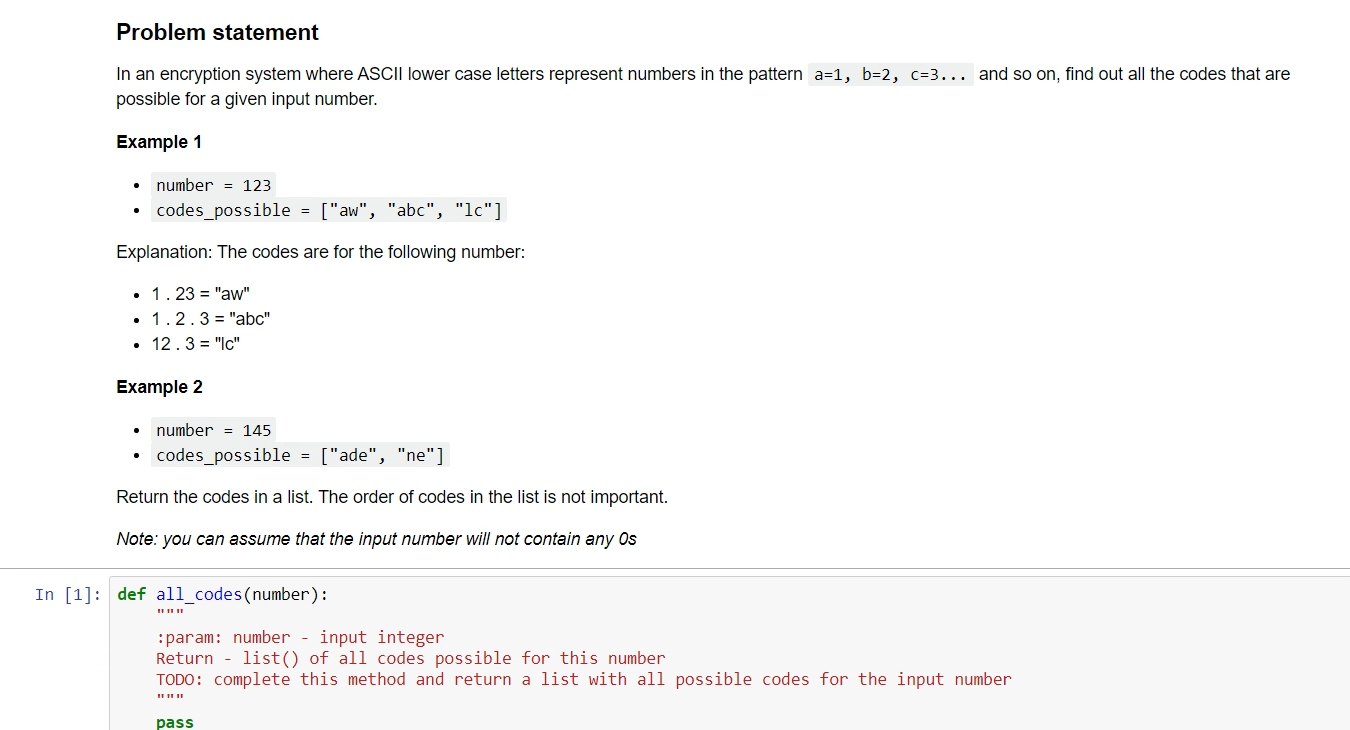 Problem statement
In an encryption system where ASCII lower case letters represent numbers in the pattern a=1, b=2, c=3... and so on, find out all the codes that are
possible for a given input number.
Example 1
• number = 123
• codes_possible = ["aw", "abc", "lc"]
Explanation: The codes are for the following number:
• 1 . 23 = "aw"
• 1 . 2 . 3 = "abc"
• 12 . 3 = "lc"
Example 2
• number = 145
• codes_possible = ["ade", "ne"]
Return the codes in a list. The order of codes in the list is not important.
Note: you can assume that the input number will not contain any 0s
In [1]: def all_codes(number):
"""
:param: number - input integer
Return - list() of all codes possible for this number
TODO: complete this method and return a list with all possible codes for the input number
"""
pass